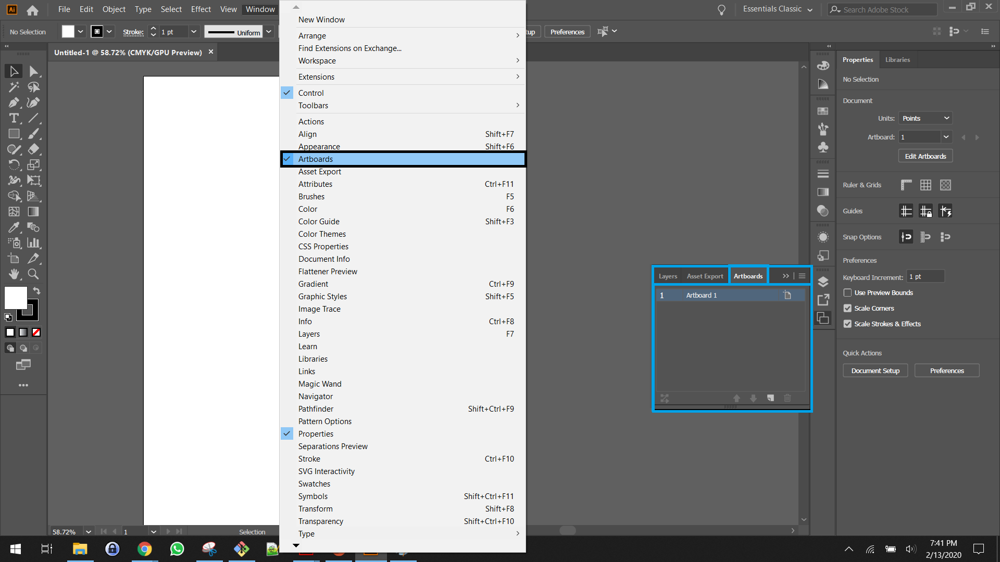 Ai File Edit Object Type Select Effect View Window
Essentials Classic
Search Adobe Stock
No Selection
Stroke:
1 pt
Uniform
Preferences
Untitled-1 @ 58.72% (CMYK/GPU Preview) ×
New Window
Arrange
Find Extensions on Exchange...
Workspace
Extensions
Control
Toolbars
Actions
Align Shift+F7
Appearance Shift+F6
Artboards
Asset Export
Attributes Ctrl+F11
Brushes F5
Color F6
Color Guide Shift+F3
Color Themes
CSS Properties
Document Info
Flattener Preview
Gradient Ctrl+F9
Graphic Styles Shift+F5
Image Trace
Info Ctrl+F8
Layers F7
Learn
Libraries
Links
Magic Wand
Navigator
Pathfinder Shift+Ctrl+F9
Pattern Options
Properties
Separations Preview
Stroke Ctrl+F10
SVG Interactivity
Swatches
Symbols Shift+Ctrl+F11
Transform Shift+F8
Transparency Shift+Ctrl+F10
Type
Layers Asset Export Artboards
1 Artboard 1
Properties Libraries
No Selection
Document
Units: Points
Artboard: 1
Edit Artboards
Ruler & Grids
Guides
Snap Options
Preferences
Keyboard Increment: 1 pt
Use Preview Bounds
Scale Corners
Scale Strokes & Effects
Quick Actions
Document Setup Preferences
58.72% 1 Selection
7:41 PM
2/13/2020